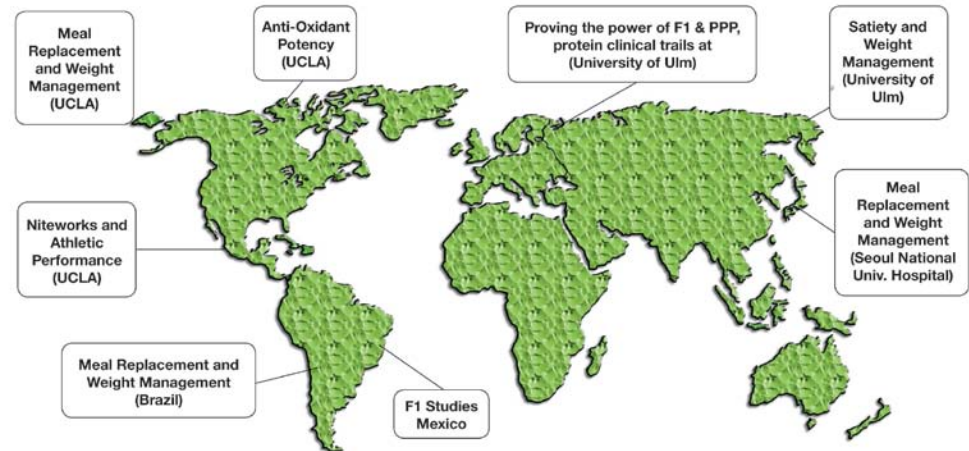 Meal
Replacement
and Weight
Management
(UCLA)
Anti-Oxidant
Potency
(UCLA)
Proving the power of F1 & PPP,
protein clinical trails at
(University of Ulm)
Satiety and
Weight
Management
(University of
Ulm)
Niteworks and
Athletic
Performance
(UCLA)
Meal
Replacement
and Weight
Management
(Seoul National
Univ. Hospital)
Meal Replacement and
Weight Management
(Brazil)
F1 Studies
Mexico